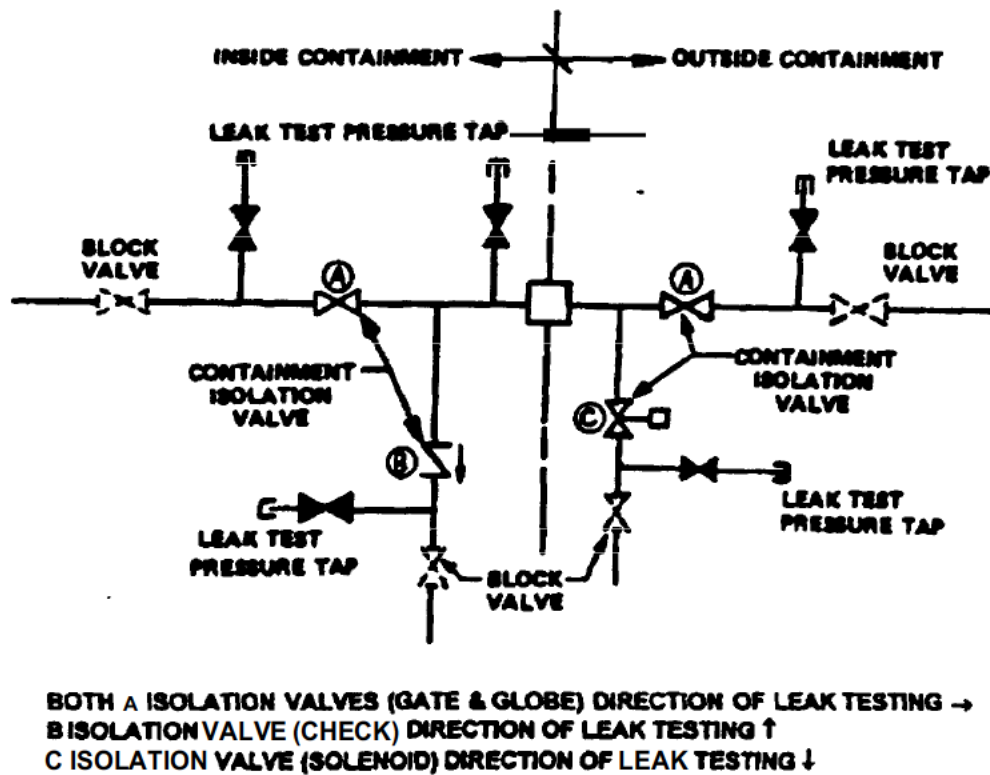 INSIDE CONTAINMENT
OUTSIDE CONTAINMENT
LEAK TEST PRESSURE TAP
LEAK TEST
PRESSURE TAP
BLOCK
VALVE
A
A
BLOCK
VALVE
CONTAINMENT
ISOLATION
VALVE
CONTAINMENT
ISOLATION
VALVE
C
B
LEAK TEST
PRESSURE TAP
LEAK TEST
PRESSURE TAP
BLOCK
VALVE
BOTH A ISOLATION VALVES (GATE & GLOBE) DIRECTION OF LEAK TESTING →
B ISOLATION VALVE (CHECK) DIRECTION OF LEAK TESTING ↑
C ISOLATION VALVE (SOLENOID) DIRECTION OF LEAK TESTING ↓